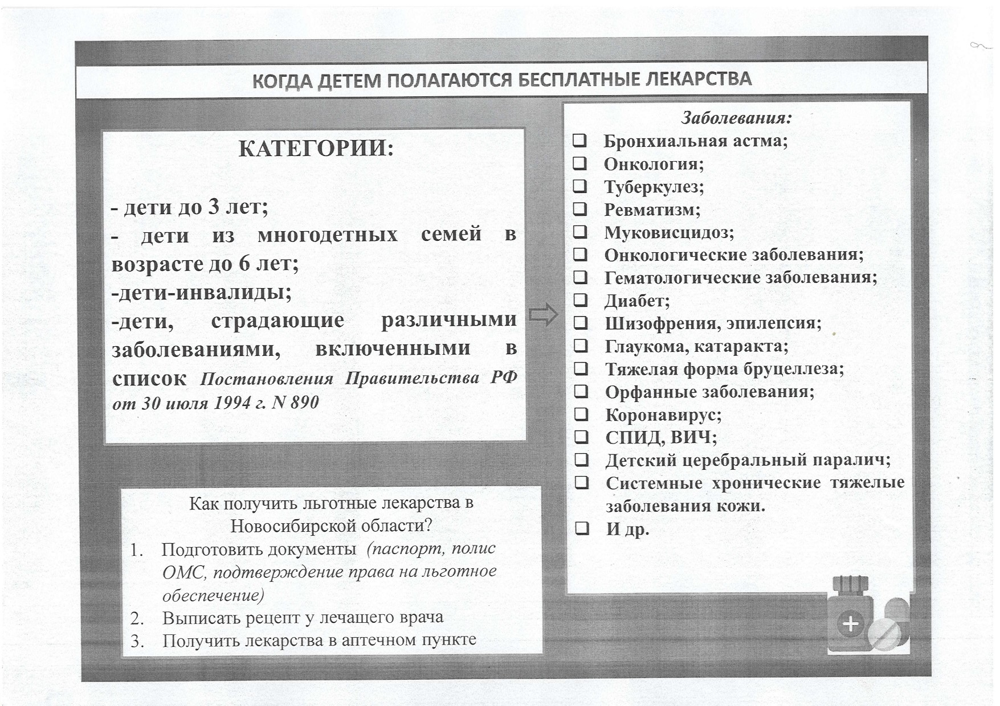 КОГДА ДЕТЕМ ПОЛАГАЮТСЯ БЕСПЛАТНЫЕ ЛЕКАРСТВА
КАТЕГОРИИ:
- дети до 3 лет;
- дети из многодетных семей в
возрасте до 6 лет;
-дети-инвалиды;
-дети, страдающие различными
заболеваниями, включенными в
список Постановления Правительства РФ
от 30 июля 1994 г. N 890
Заболевания:
❑ Бронхиальная астма;
❑ Онкология;
❑ Туберкулез;
❑ Ревматизм;
❑ Муковисцидоз;
❑ Онкологические заболевания;
❑ Гематологические заболевания;
❑ Диабет;
❑ Шизофрения, эпилепсия;
❑ Глаукома, катаракта;
❑ Тяжелая форма бруцеллеза;
❑ Орфанные заболевания;
❑ Коронавирус;
❑ СПИД, ВИЧ;
❑ Детский церебральный паралич;
❑ Системные хронические тяжелые
заболевания кожи.
❑ И др.
Как получить льготные лекарства в
Новосибирской области?
1. Подготовить документы (паспорт, полис
ОМС, подтверждение права на льготное
обеспечение)
2. Выписать рецепт у лечащего врача
3. Получить лекарства в аптечном пункте